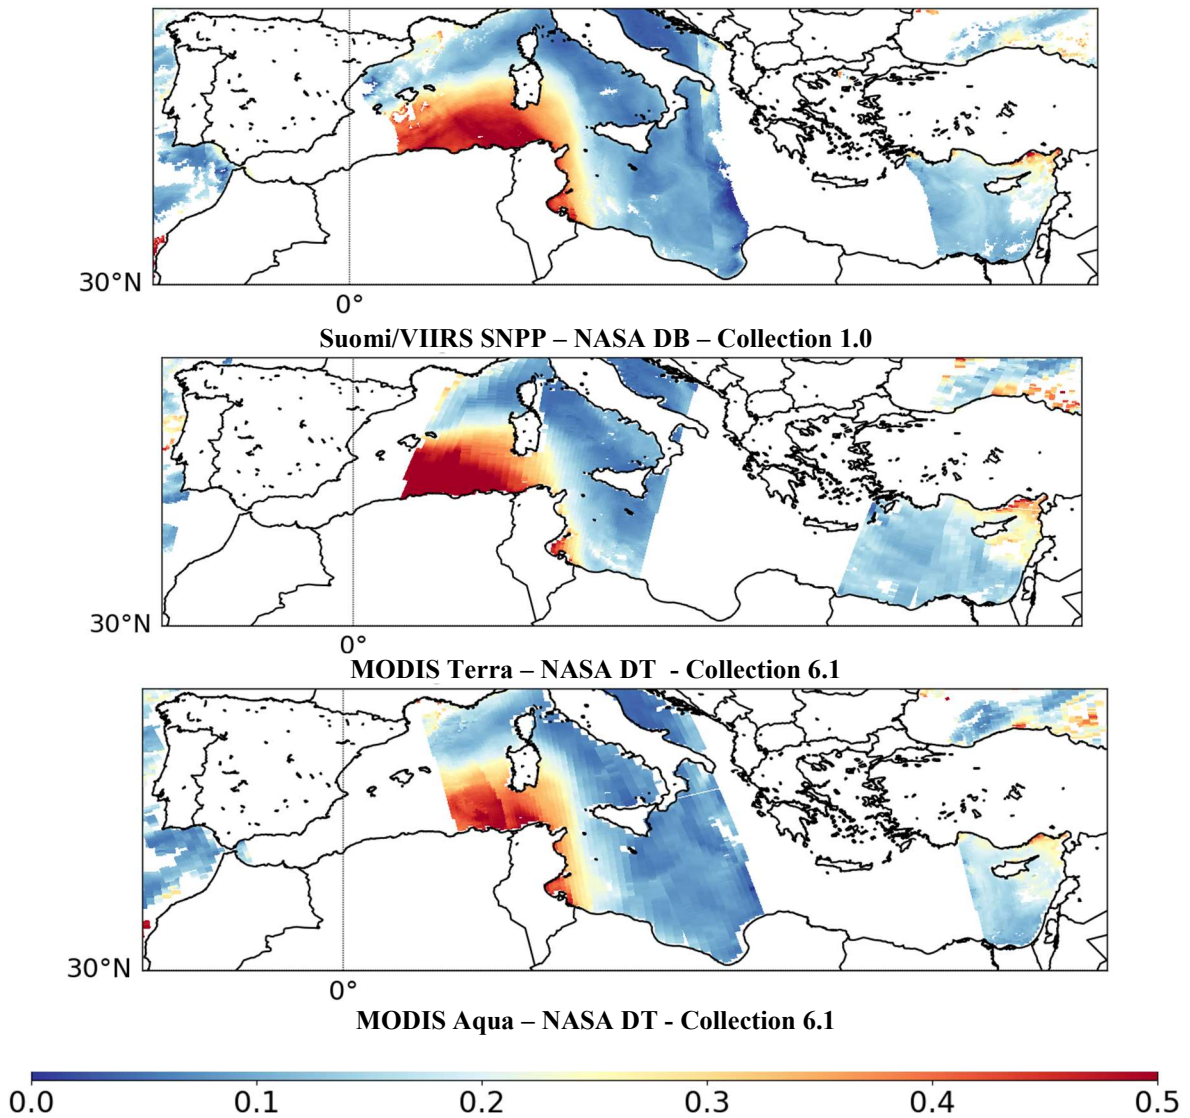 30°N
0°
Suomi/VIIRS SNPP – NASA DB – Collection 1.0
30°N
0°
MODIS Terra – NASA DT - Collection 6.1
30°N
0°
MODIS Aqua – NASA DT - Collection 6.1
0.0 0.1 0.2 0.3 0.4 0.5